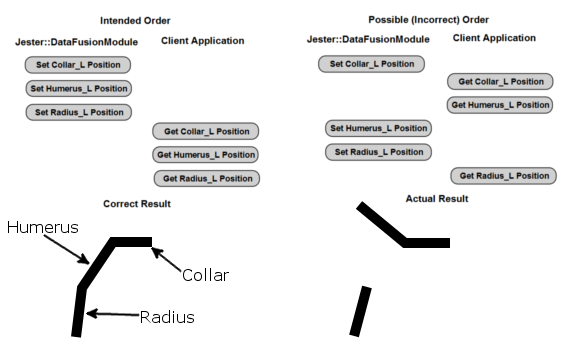 Intended Order
Jester::DataFusionModule
Client Application
Set Collar_L Position
Set Humerus_L Position
Set Radius_L Position
Get Collar_L Position
Get Humerus_L Position
Get Radius_L Position
Correct Result
Humerus
Collar
Radius
Possible (Incorrect) Order
Jester::DataFusionModule
Client Application
Set Collar_L Position
Get Collar_L Position
Get Humerus_L Position
Set Humerus_L Position
Set Radius_L Position
Get Radius_L Position
Actual Result